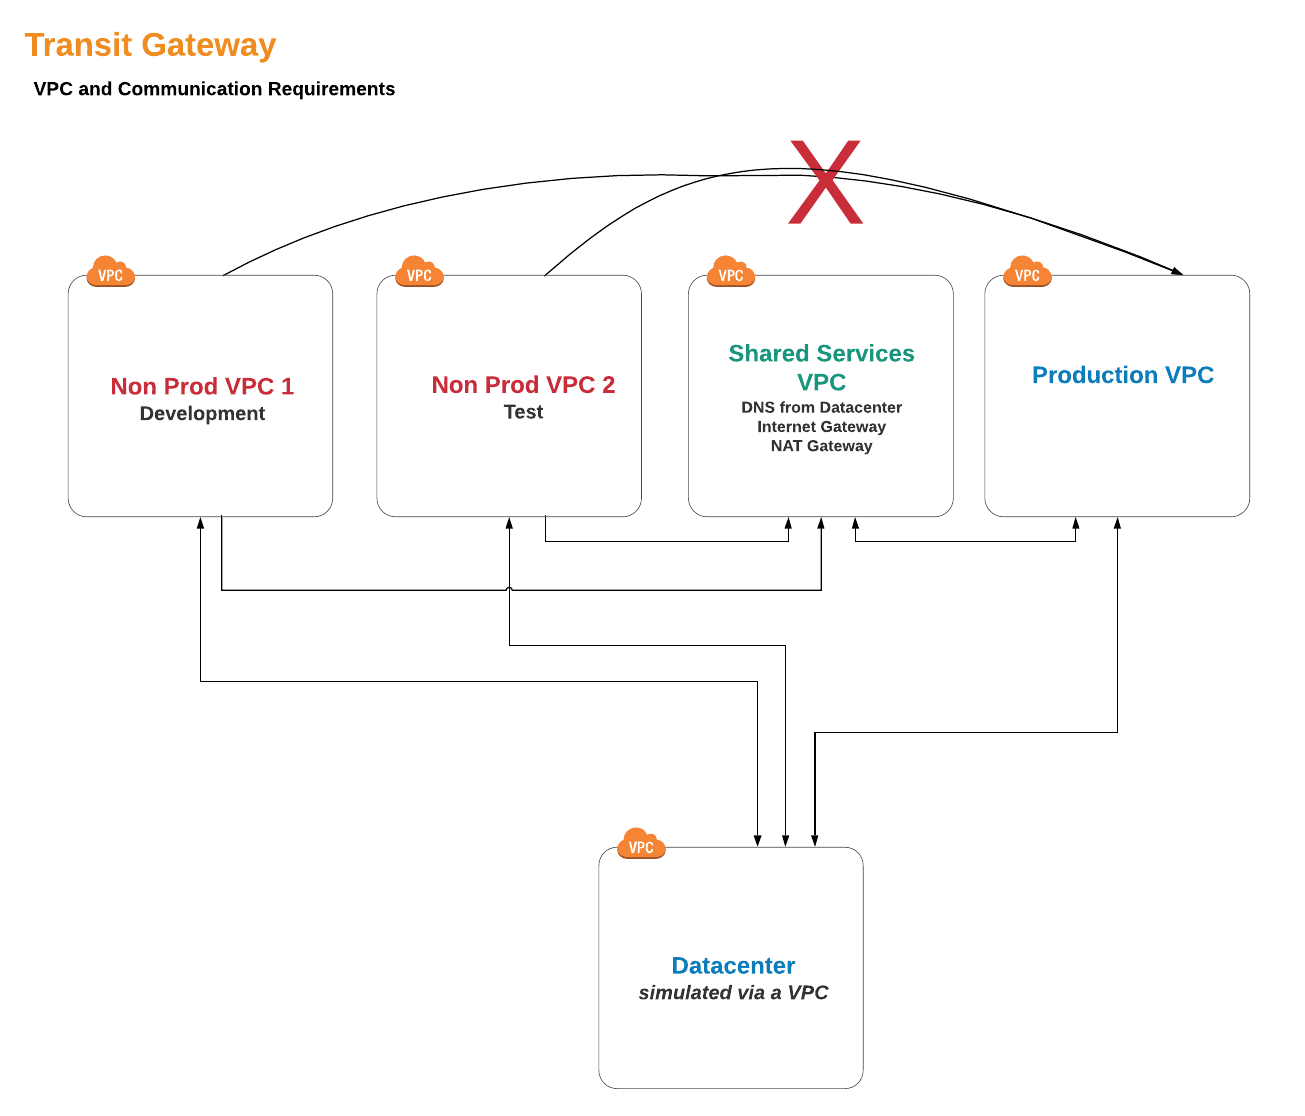 Transit Gateway
VPC and Communication Requirements
X
VPC
VPC
VPC
VPC
Non Prod VPC 1
Development
Non Prod VPC 2
Test
Shared Services
VPC
DNS from Datacenter
Internet Gateway
NAT Gateway
Production VPC
VPC
Datacenter
simulated via a VPC